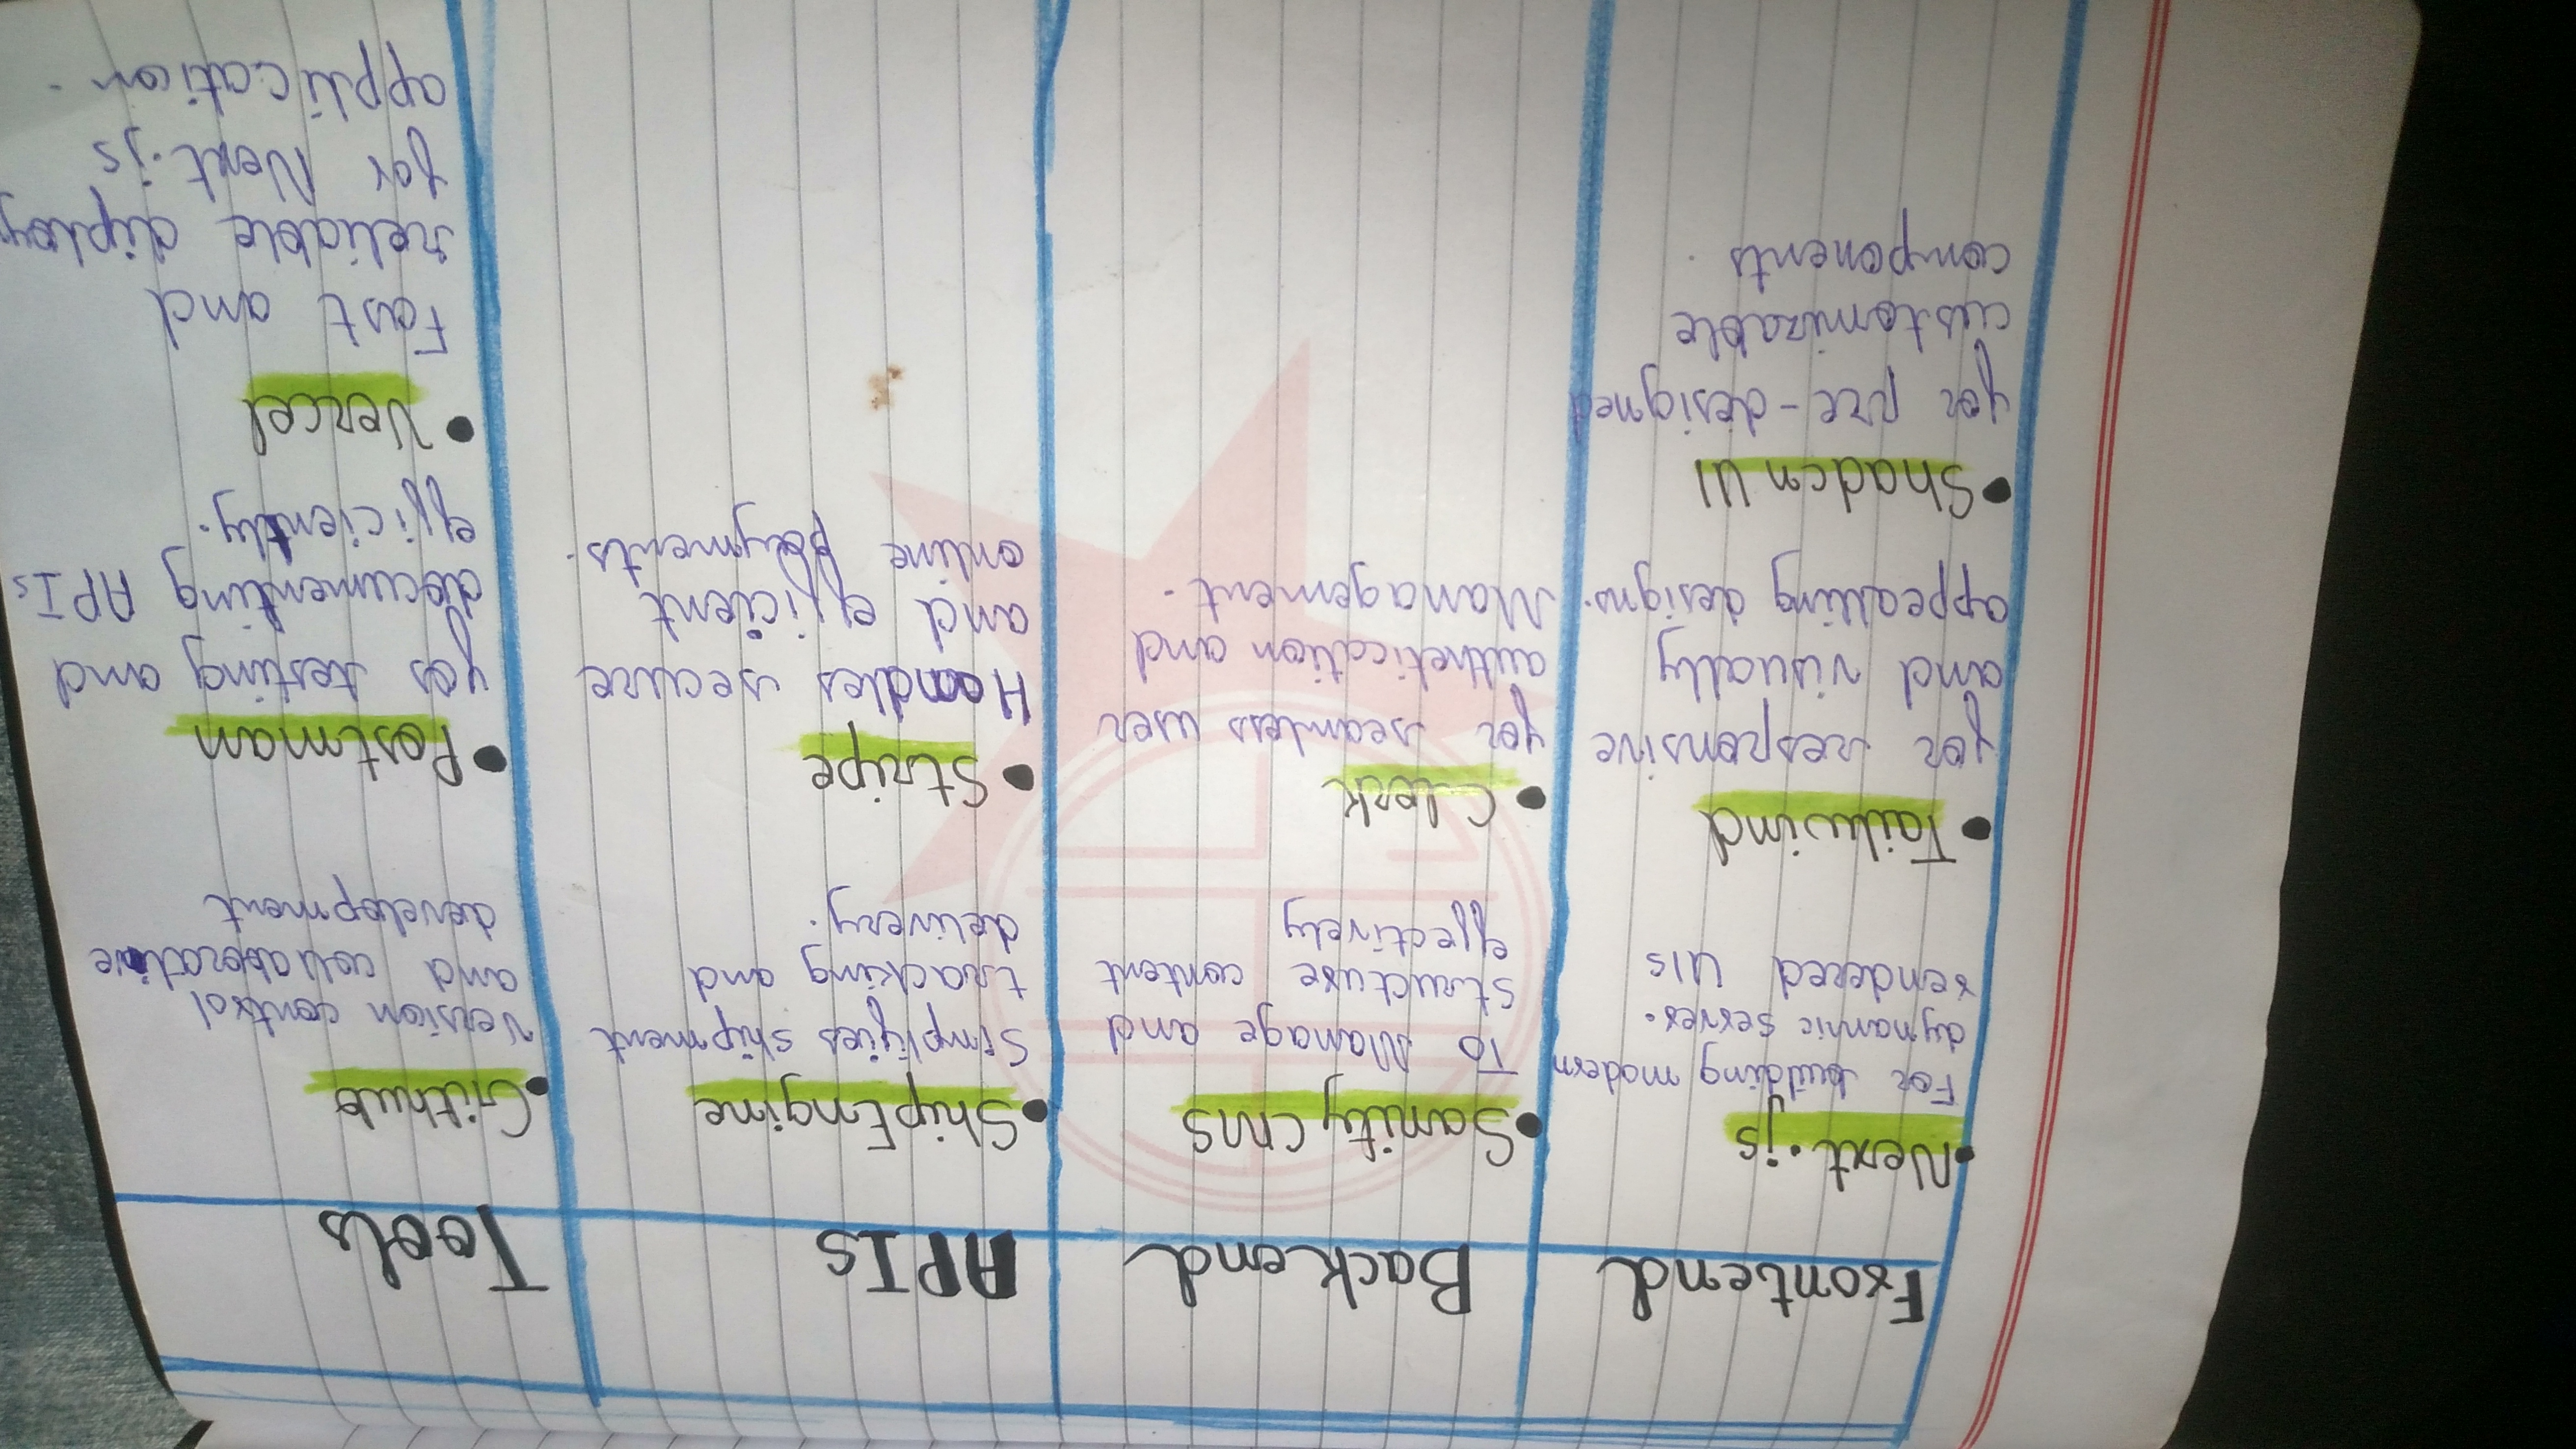 Frontend
• Next.js
For building modern
dynamic server.
rendered UIs
• Tailwind
for responsive
and visually
appealling designs.
• Shadcn UI
for pre-designed
customizable
components.
Backend
• Sanity CMS
To Manage and
structure content
effectively
• Clerk
for seamless user
authetication and
Management.
APIs
• ShipEngine
Simplifies shipment
tracking and
delivery.
• Stripe
Handles secure
and efficient
online payments.
Tools
• Github
version control
and collaborative
development
• Postman
for testing and
documenting APIs
efficiently.
• Vercel
Fast and
reliable diploy
for Next.js
application.